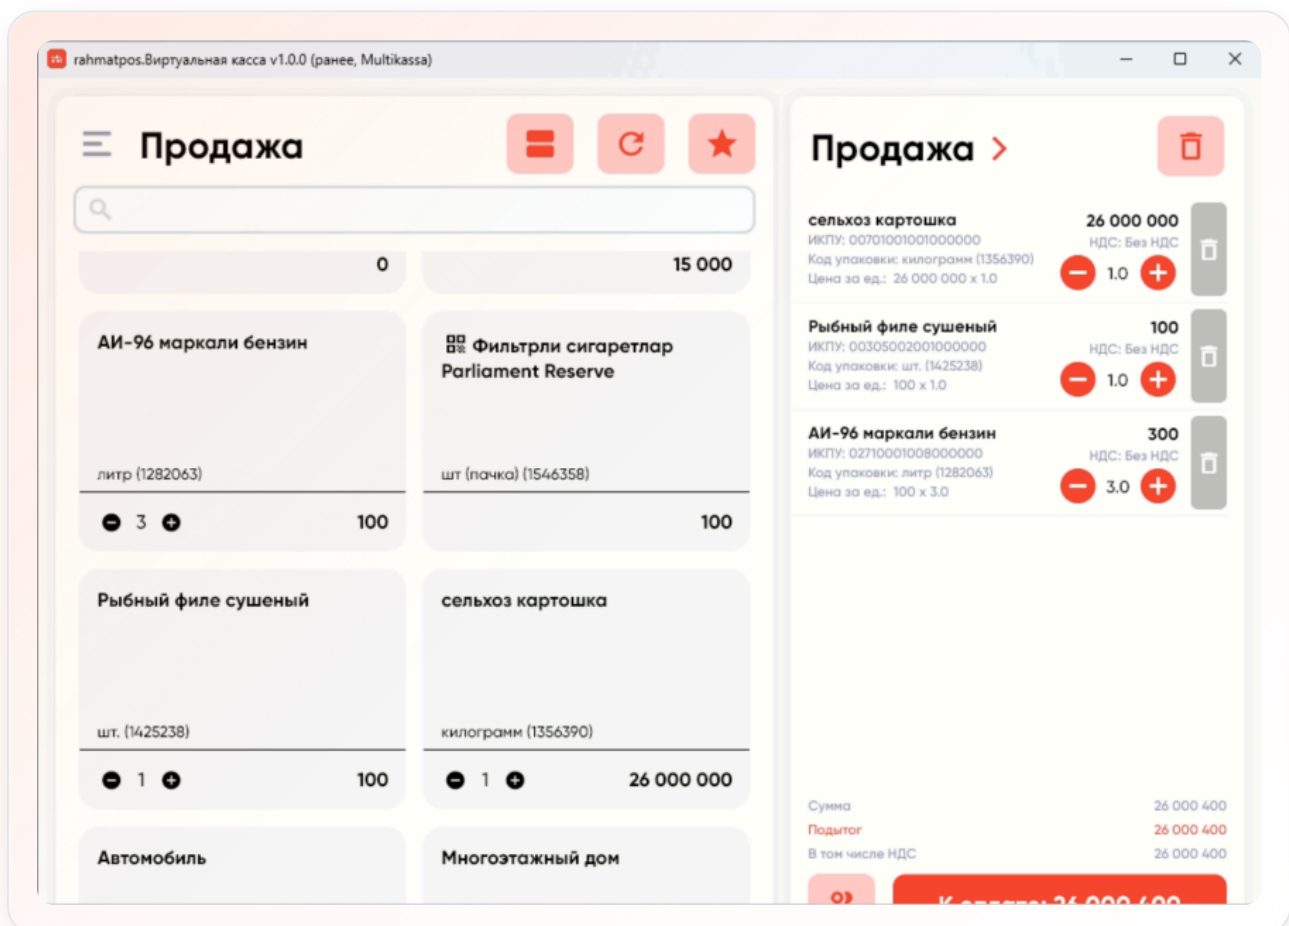 rahmatpos.Виртуальная касса v1.0.0 (ранее, Multikassa)
Продажа
0
15 000
АИ-96 маркали бензин
литр (1282063)
3
100
Фильтрли сигаретлар
Parliament Reserve
шт (пачка) (1546358)
100
Рыбный филе сушеный
шт. (1425238)
1
100
сельхоз картошка
килограмм (1356390)
1
26 000 000
Автомобиль
Многоэтажный дом
Продажа
сельхоз картошка
26 000 000
ИКПУ: 00701001001000000
НДС: Без НДС
Код упаковки: килограмм (1356390)
Цена за ед.: 26 000 000 x 1.0
1.0
Рыбный филе сушеный
100
ИКПУ: 00305002001000000
НДС: Без НДС
Код упаковки: шт. (1425238)
Цена за ед.: 100 x 1.0
1.0
АИ-96 маркали бензин
300
ИКПУ: 02710001008000000
НДС: Без НДС
Код упаковки: литр (1282063)
Цена за ед.: 100 x 3.0
3.0
Сумма 26 000 400
Подытог 26 000 400
В том числе НДС 26 000 400
К оплате: 26 000 400